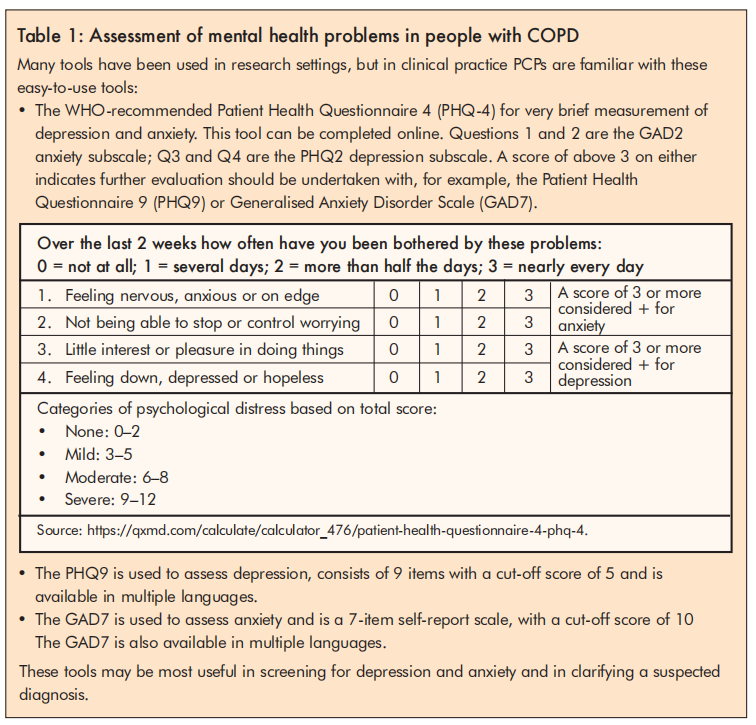 Table 1: Assessment of mental health problems in people with COPD
Many tools have been used in research settings, but in clinical practice PCPs are familiar with these
easy-to-use tools:
• The WHO-recommended Patient Health Questionnaire 4 (PHQ-4) for very brief measurement of
depression and anxiety. This tool can be completed online. Questions 1 and 2 are the GAD2
anxiety subscale; Q3 and Q4 are the PHQ2 depression subscale. A score of above 3 on either
indicates further evaluation should be undertaken with, for example, the Patient Health
Questionnaire 9 (PHQ9) or Generalised Anxiety Disorder Scale (GAD7).
Over the last 2 weeks how often have you been bothered by these problems:
0 = not at all; 1 = several days; 2 = more than half the days; 3 = nearly every day
1. Feeling nervous, anxious or on edge 0 1 2 3
2. Not being able to stop or control worrying 0 1 2 3
A score of 3 or more
considered + for
anxiety
3. Little interest or pleasure in doing things 0 1 2 3
4. Feeling down, depressed or hopeless 0 1 2 3
A score of 3 or more
considered + for
depression
Categories of psychological distress based on total score:
• None: 0–2
• Mild: 3–5
• Moderate: 6–8
• Severe: 9–12
Source: https://qxmd.com/calculate/calculator_476/patient-health-questionnaire-4-phq-4.
• The PHQ9 is used to assess depression, consists of 9 items with a cut-off score of 5 and is
available in multiple languages.
• The GAD7 is used to assess anxiety and is a 7-item self-report scale, with a cut-off score of 10
The GAD7 is also available in multiple languages.
These tools may be most useful in screening for depression and anxiety and in clarifying a suspected
diagnosis.